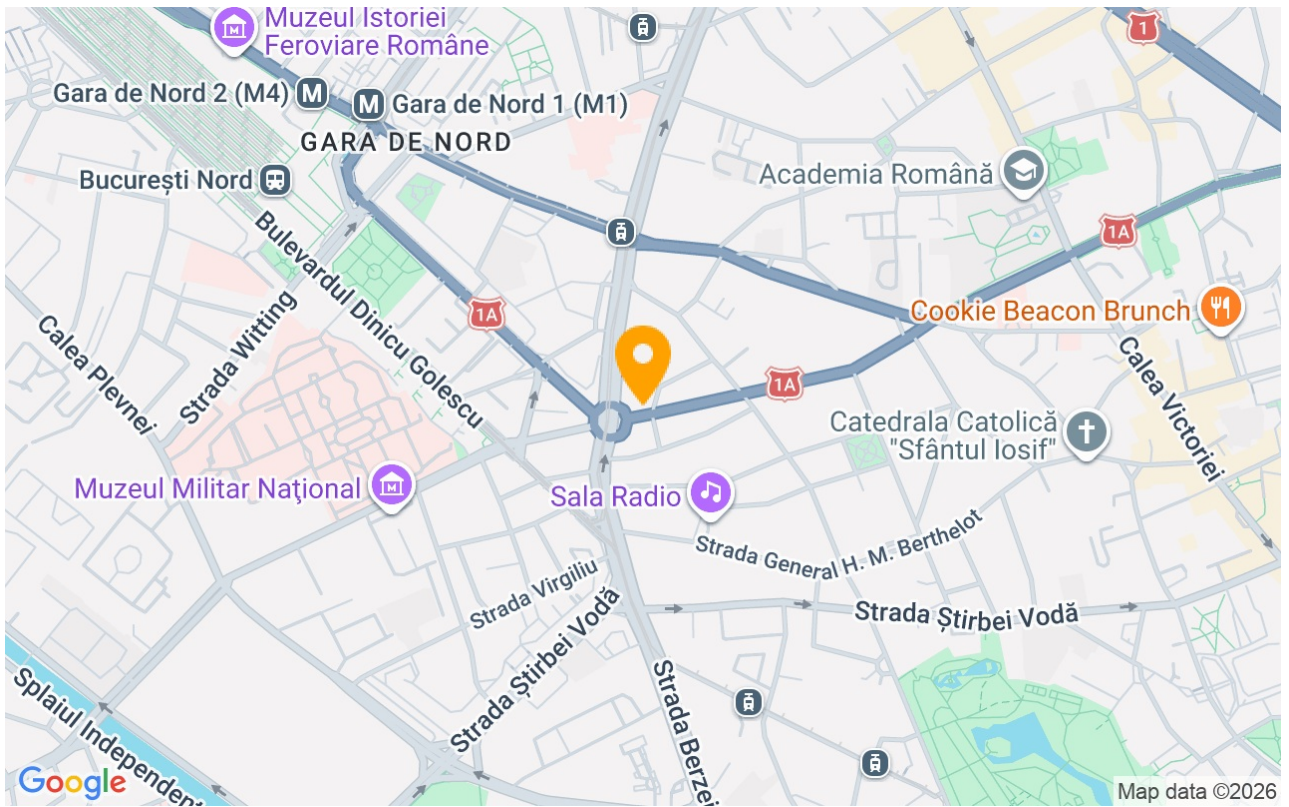 Muzeul Istoriei
Feroviare Române
1
Gara de Nord 2 (M4)
M
M
Gara de Nord 1 (M1)
GARA DE NORD
București Nord
Academia Română
1A
Bulevardul Dinicu Golescu
Strada Witting
Calea Plevnei
1A
Cookie Beacon Brunch
Calea Victoriei
1A
Catedrala Catolică
"Sfântul Iosif"
Muzeul Militar Naţional
Sala Radio
Strada General H. M. Berthelot
Strada Virgiliu
Strada Știrbei Vodă
Strada Știrbei Vodă
Strada Berzei
Splaiul Independent
Google
Map data ©2026